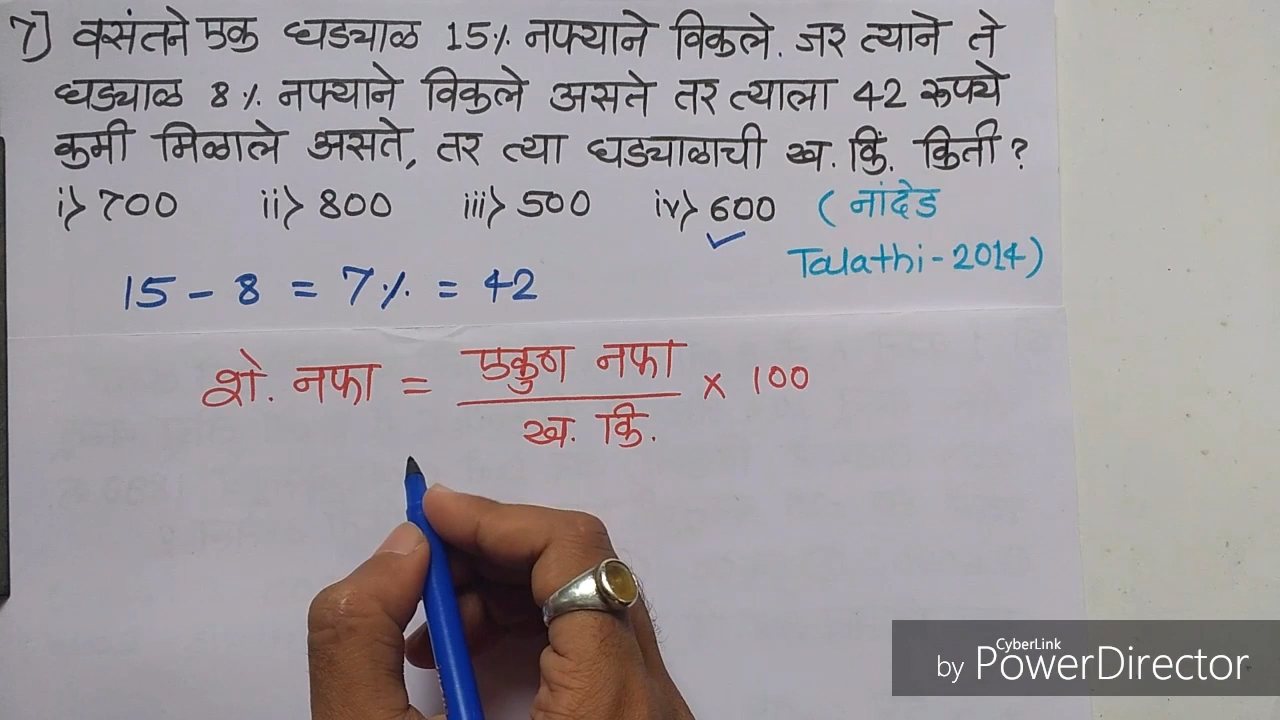 7) वसंतने एक घड्याळ 15% नफ्याने विकले. जर त्याने ते
घड्याळ 8% नफ्याने विकले असते तर त्याला 42 रुपये
कमी मिळाले असते, तर त्या घड्याळाची ख. किं. किती ?
i) 700 ii) 800 iii) 500 iv) 600 (नांदेड
Talathi-2014)
15 - 8 = 7% = 42
शे. नफा = एकुण नफा / ख. किं. × 100
by CyberLink PowerDirector